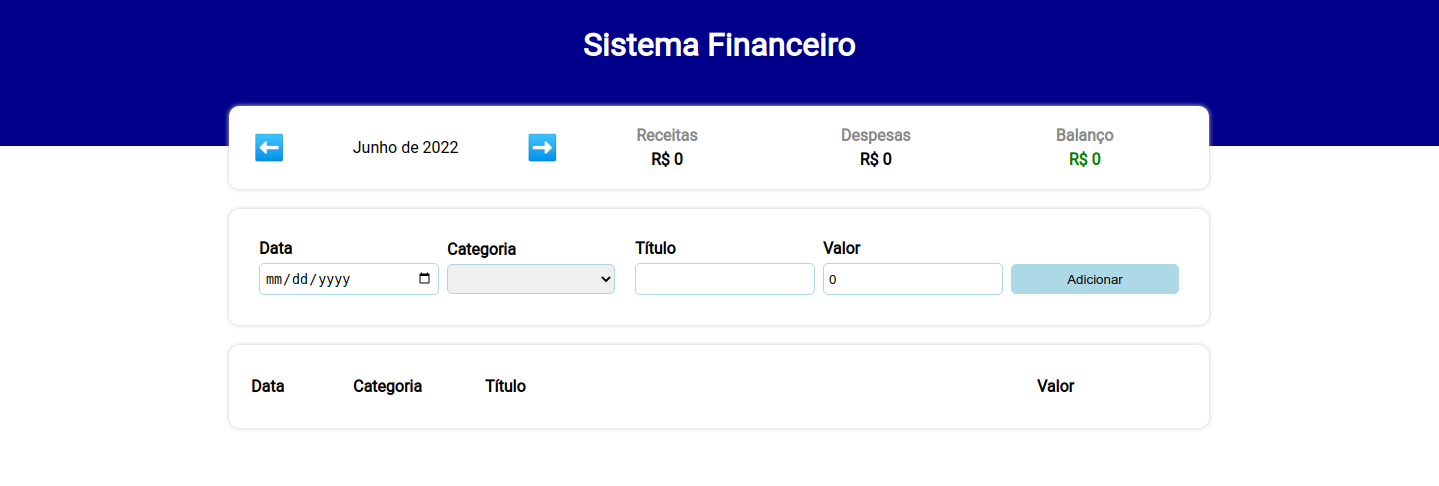 Sistema Financeiro
Junho de 2022
Receitas
R$ 0
Despesas
R$ 0
Balanço
R$ 0
Data
mm/dd/yyyy
Categoria
Título
Valor
0
Adicionar
Data Categoria Título Valor